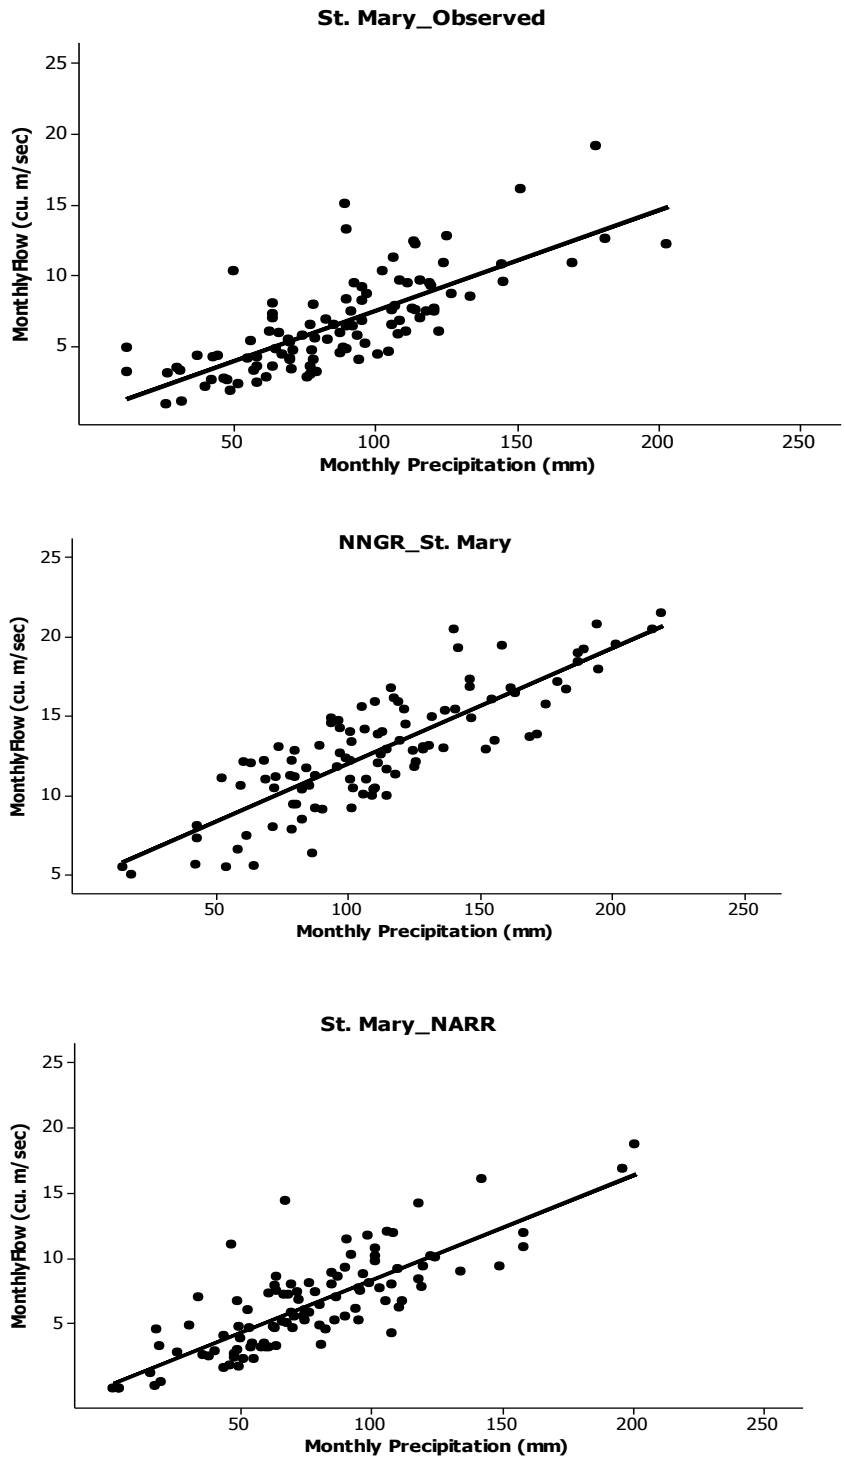 St. Mary_Observed
MonthlyFlow (cu. m/sec)
25
20
15
10
5
50 100 150 200 250
Monthly Precipitation (mm)
NNGR_St. Mary
MonthlyFlow (cu. m/sec)
25
20
15
10
5
50 100 150 200 250
Monthly Precipitation (mm)
St. Mary_NARR
MonthlyFlow (cu. m/sec)
25
20
15
10
5
50 100 150 200 250
Monthly Precipitation (mm)